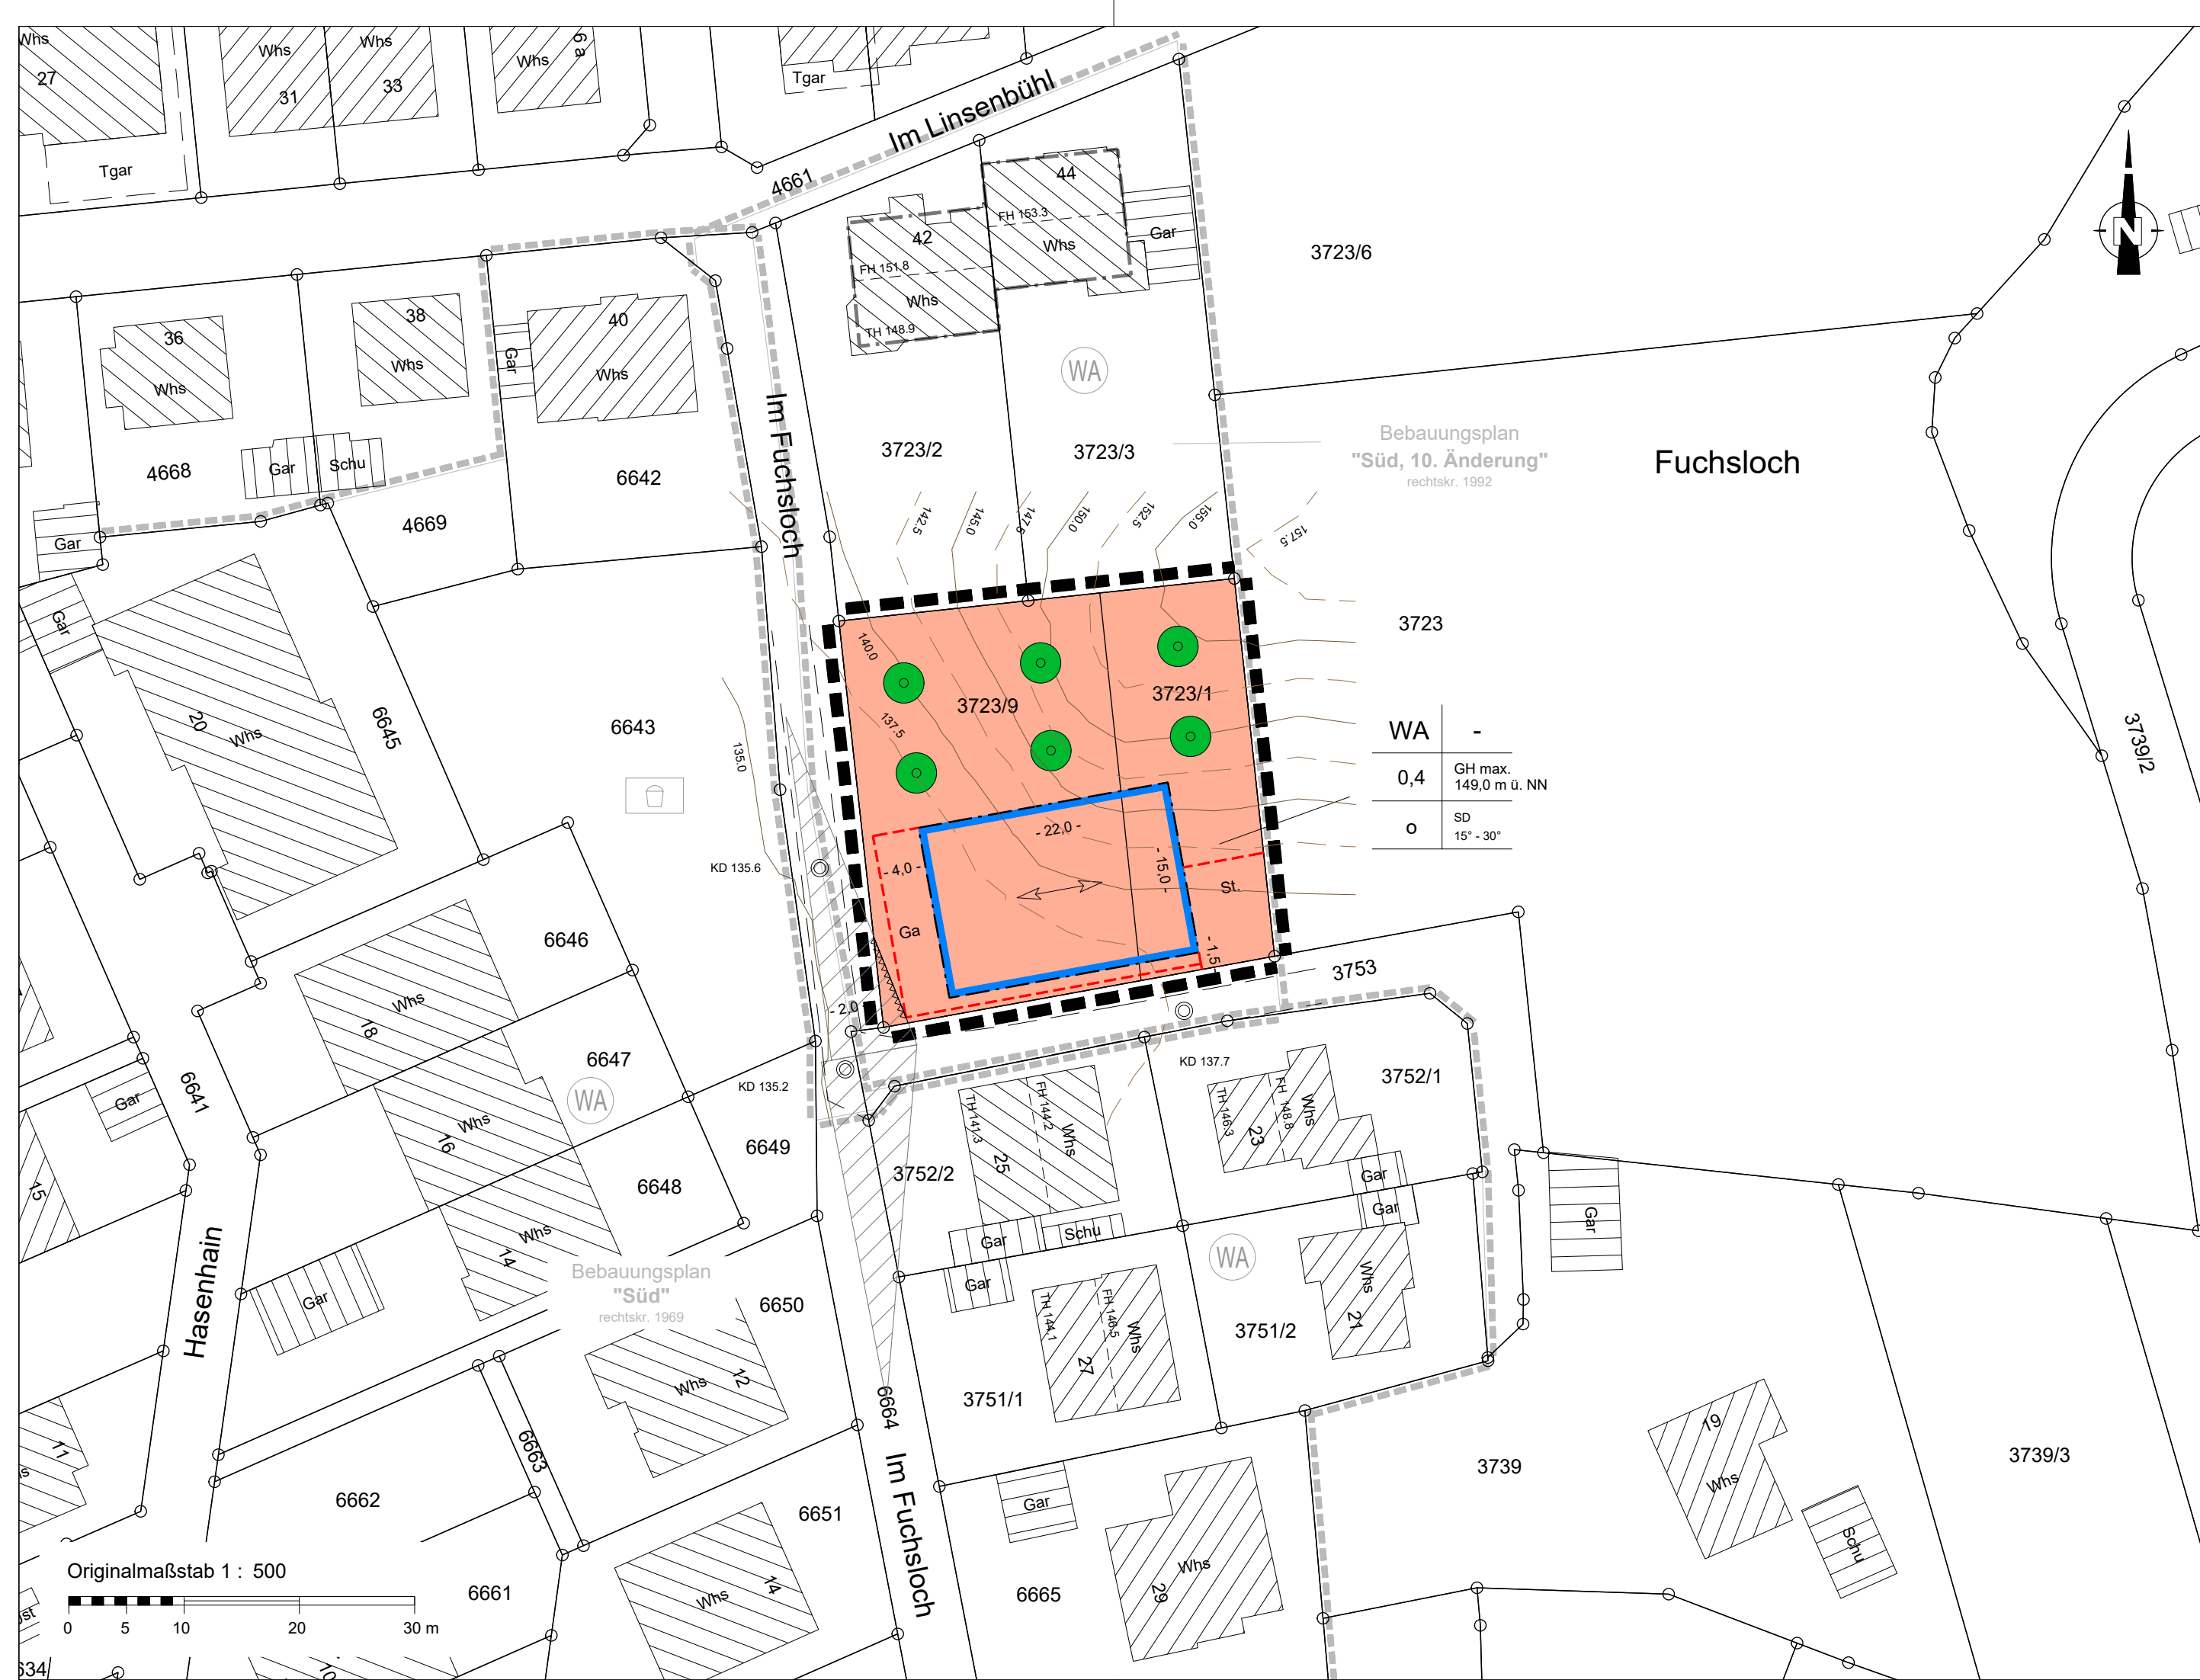 Whs
27
Tgar
Whs
31
Whs
33
Whs
6 a
Tgar
Im Linsenbühl
4661
44
FH 153.3
Whs
Gar
42
FH 151.8
Whs
TH 148.9
3723/6
N
36
Whs
38
Whs
Gar
40
Whs
WA
Im Fuchsloch
4668
Gar
Schu
6642
3723/2
3723/3
Bebauungsplan
"Süd, 10. Änderung"
rechtskr. 1992
Fuchsloch
4669
Gar
142.5
145.0
147.5
150.0
152.5
155.0
157.5
Gar
3723
140.0
3723/9
3723/1
137.5
135.0
20
Whs
6645
6643
WA
-
0,4
GH max.
149,0 m ü. NN
o
SD
15° - 30°
3739/2
- 22,0 -
- 15,0 -
- 4,0 -
KD 135.6
St.
Ga
- 1,5
- 2,0
3753
6646
Whs
18
6647
WA
KD 135.2
KD 137.7
3752/1
6641
Gar
Whs
16
6649
6648
3752/2
TH 141.3
FH 144.2
Whs
25
TH 146.3
FH 148.8
Whs
23
Gar
Gar
15
Whs
14
Hasenhain
Gar
Gar
Schu
Gar
WA
Gar
Bebauungsplan
"Süd"
rechtskr. 1969
6650
TH 144.1
FH 146.5
Whs
27
3751/2
Whs
21
Whs
12
3751/1
6664
11
6663
6662
Im Fuchsloch
6651
Gar
3739
19
Whs
3739/3
Schu
Originalmaßstab 1 : 500
0
5
10
20
30 m
6661
Whs
14
6665
Whs
29
634
10